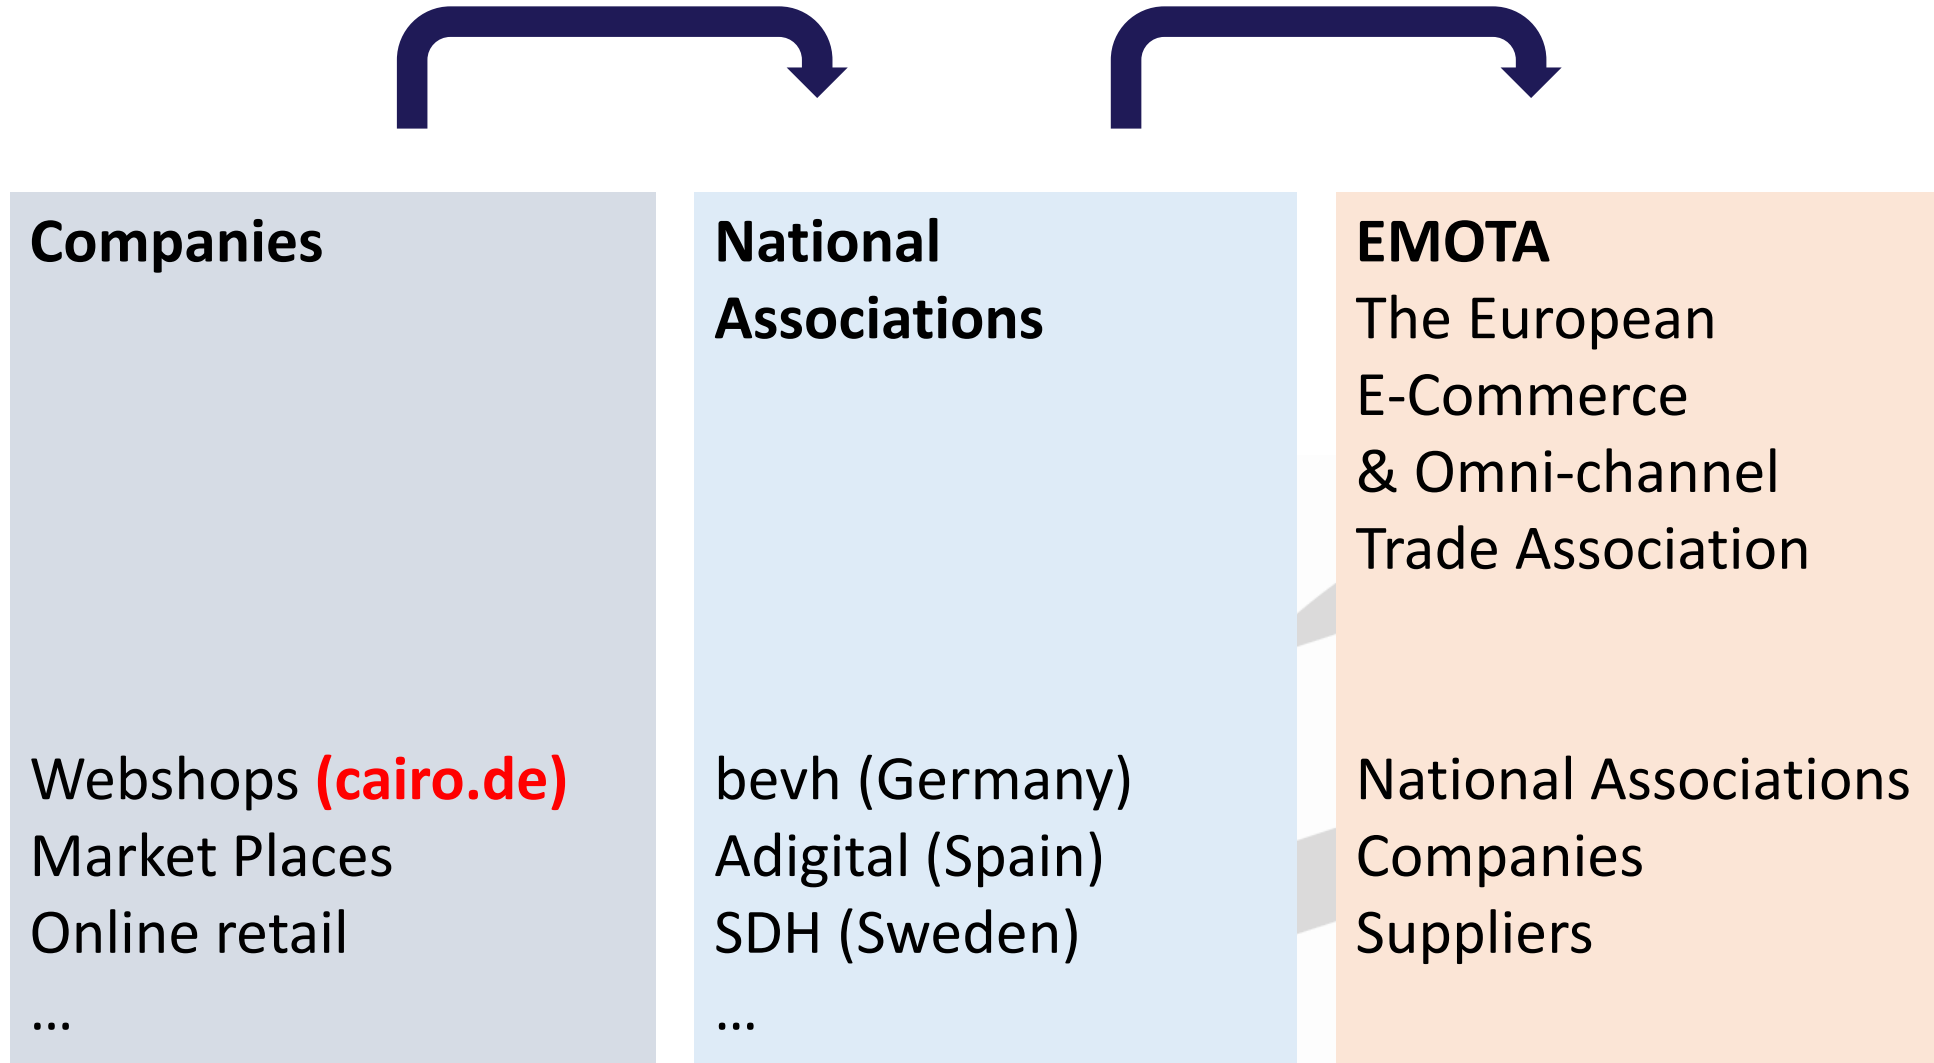 Companies
Webshops (cairo.de)
Market Places
Online retail
...
National
Associations
bevh (Germany)
Adigital (Spain)
SDH (Sweden)
...
EMOTA
The European
E-Commerce
& Omni-channel
Trade Association
National Associations
Companies
Suppliers